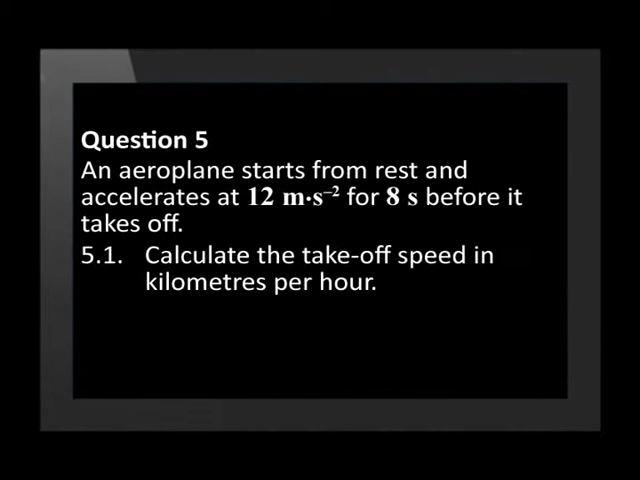 Question 5
An aeroplane starts from rest and
accelerates at 12 m·s⁻² for 8 s before it
takes off.
5.1. Calculate the take-off speed in
kilometres per hour.